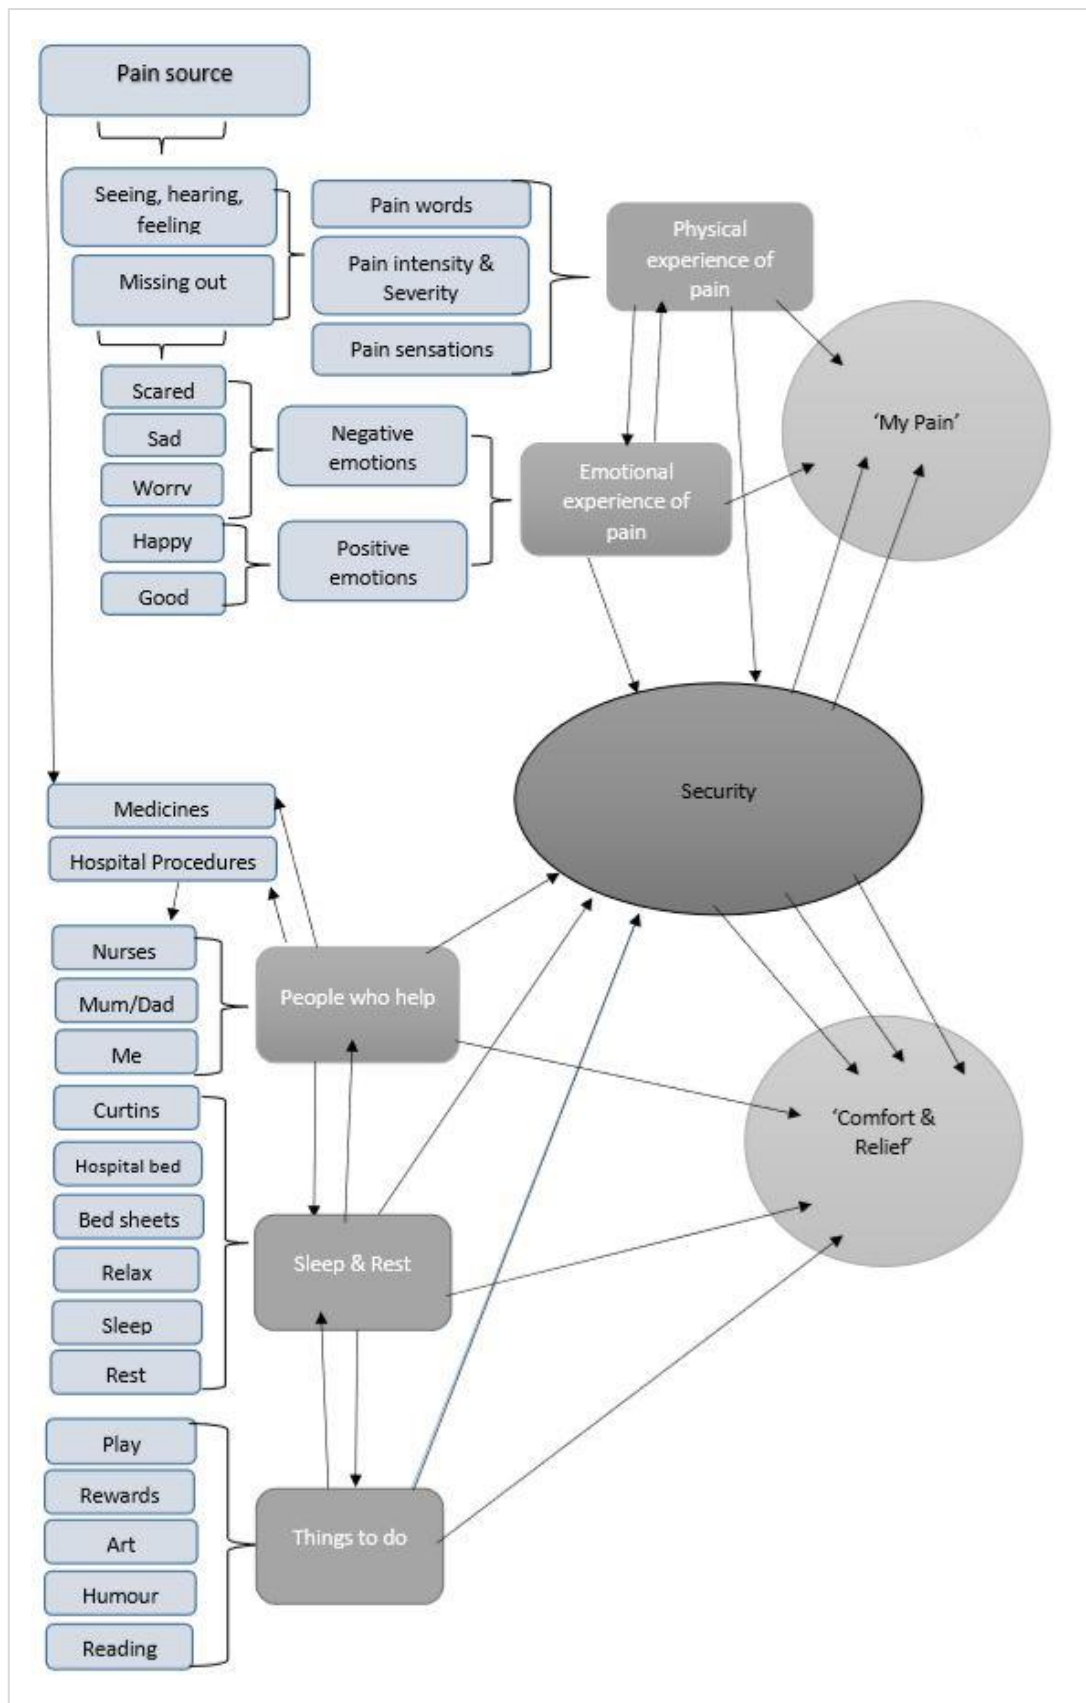 Pain source
Seeing, hearing,
feeling
Missing out
Pain words
Pain intensity &
Severity
Pain sensations
Physical
experience of
pain
'My Pain'
Scared
Sad
Worry
Happy
Good
Negative
emotions
Positive
emotions
Emotional
experience of
pain
Security
Medicines
Hospital Procedures
Nurses
Mum/Dad
Me
People who help
Curtins
Hospital bed
Bed sheets
Relax
Sleep
Rest
Sleep & Rest
'Comfort &
Relief'
Play
Rewards
Art
Humour
Reading
Things to do